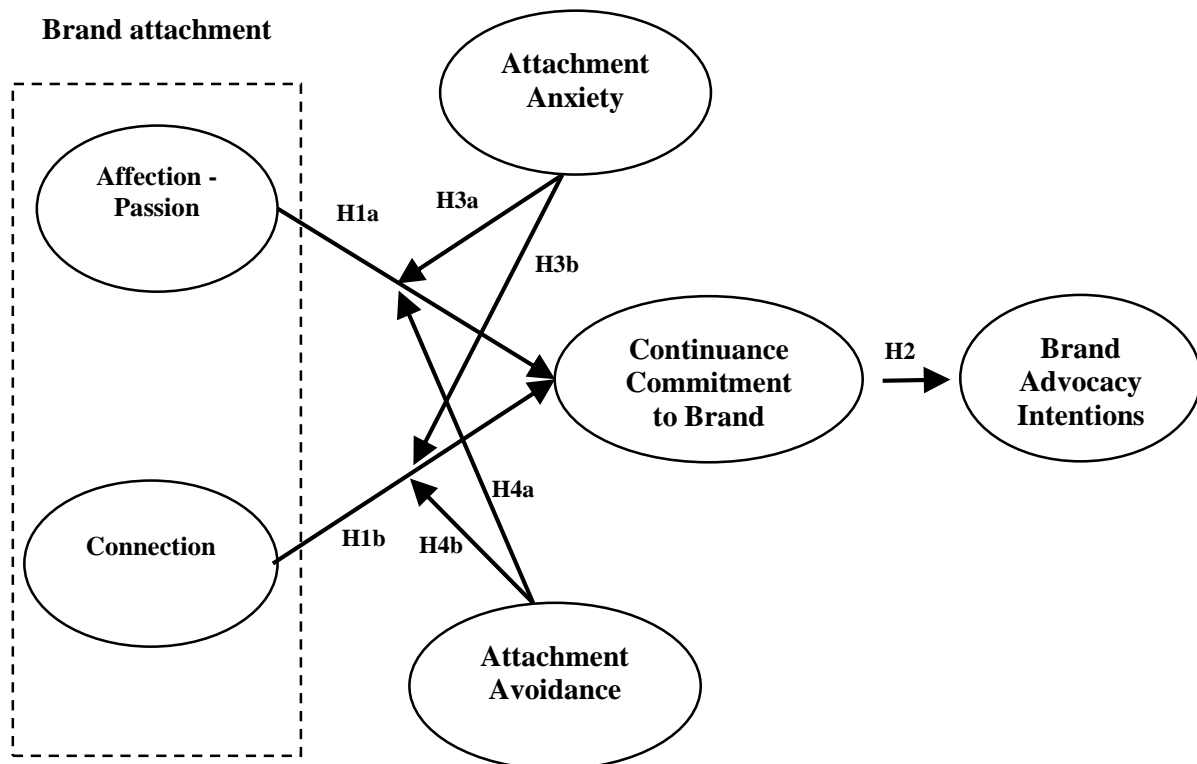 Brand attachment
Attachment
Anxiety
Affection -
Passion
H1a
H3a
H3b
Continuance
Commitment
to Brand
H2
Brand
Advocacy
Intentions
Connection
H1b
H4a
H4b
Attachment
Avoidance